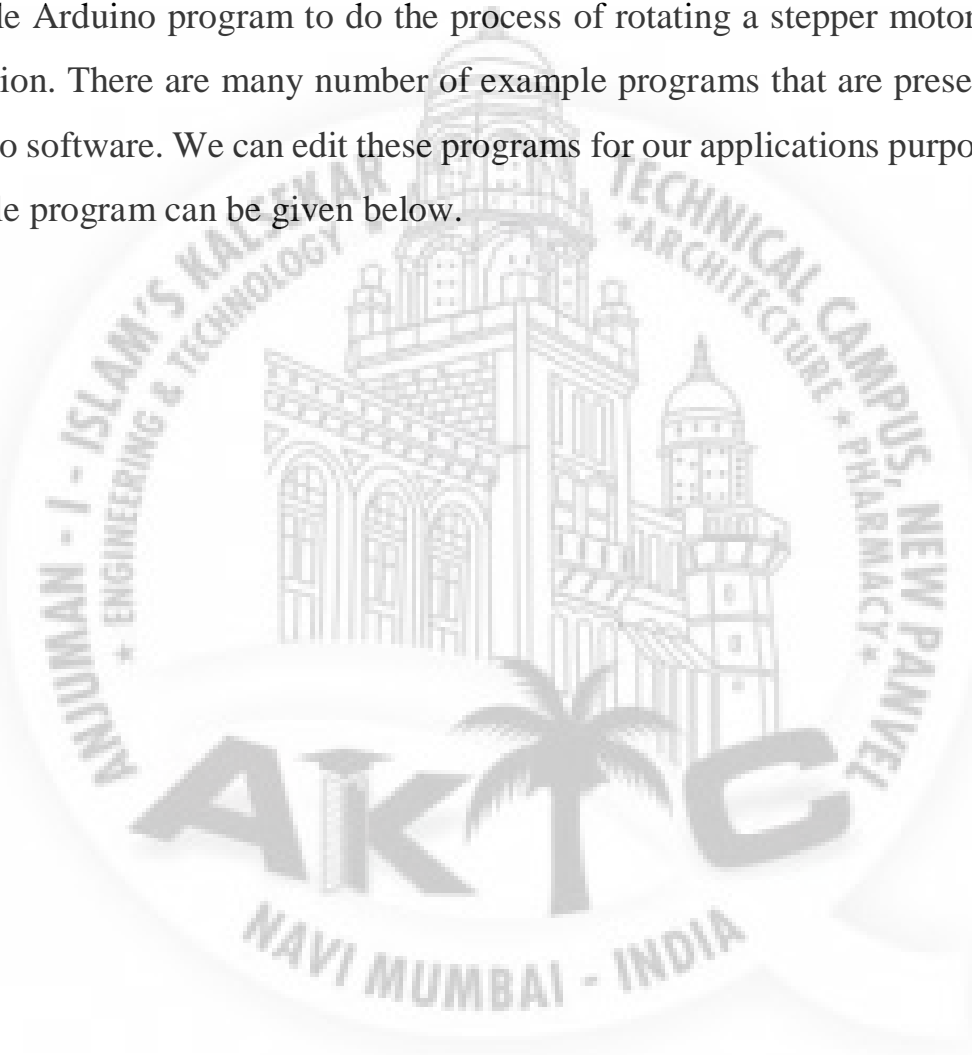 le Arduino program to do the process of rotating a stepper motor
ion. There are many number of example programs that are prese
o software. We can edit these programs for our applications purpo
le program can be given below.
ANJUMAN - I - ISLAM'S KALSEKAR TECHNICAL CAMPUS, NEW PANVEL
* ENGINEERING & TECHNOLOGY *ARCHITECTURE * PHARMACY*
AKTC
NAVI MUMBAI - INDIA